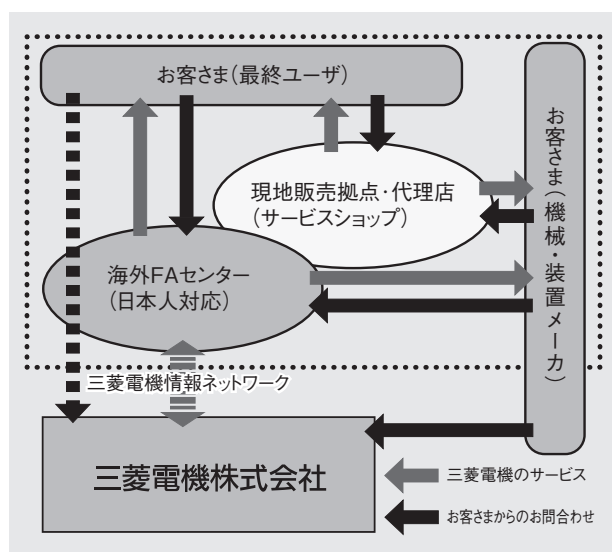 お客さま(最終ユーザ)
現地販売拠点・代理店
(サービスショップ)
お客さま(機械・装置メーカ)
海外FAセンター
(日本人対応)
三菱電機情報ネットワーク
三菱電機株式会社
三菱電機のサービス
お客さまからのお問合わせ